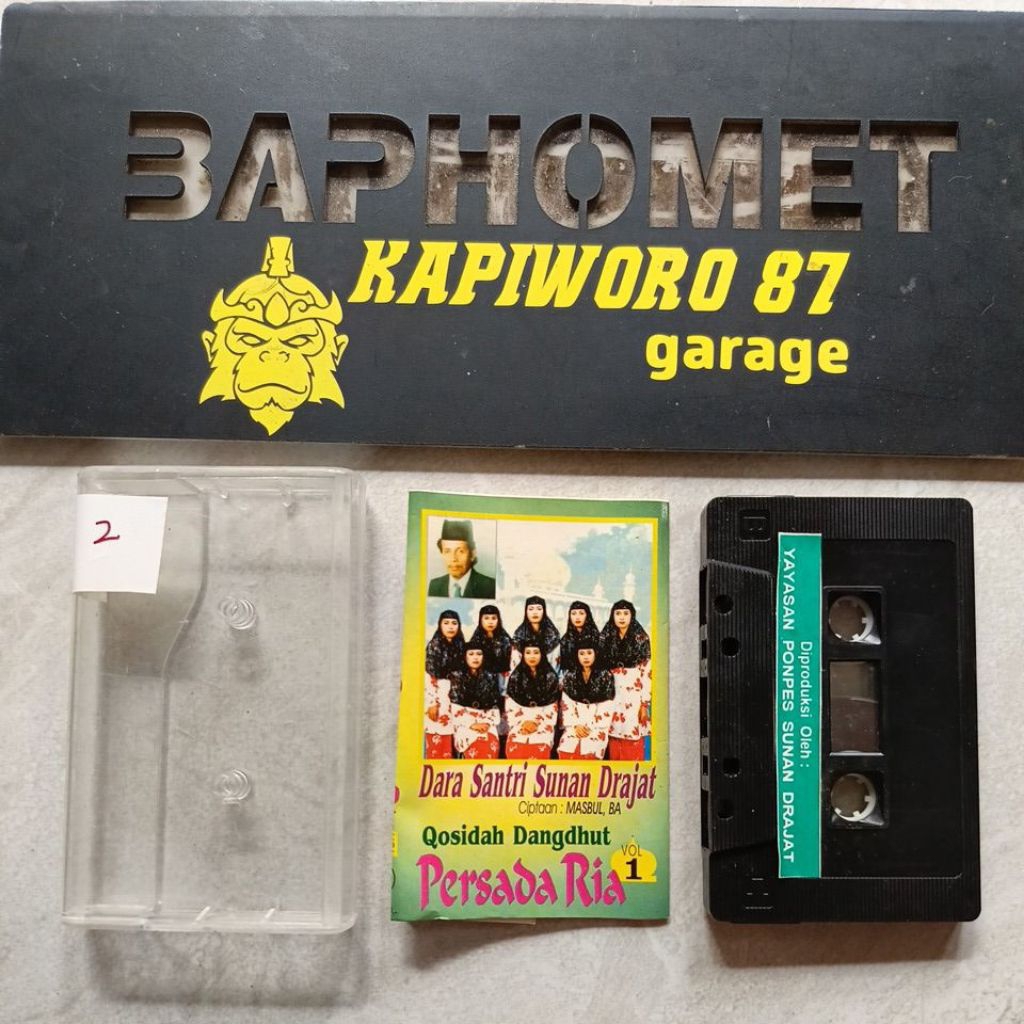 BAPHOMET
KAPIWORO 87
garage
2
Dara Santri Sunan Drajat
Ciptaan : MASBUL, BA
Qosidah Dangdhut
Persada Ria
VOL
1
B
Diproduksi Oleh :
YAYASAN PONPES SUNAN DRAJAT